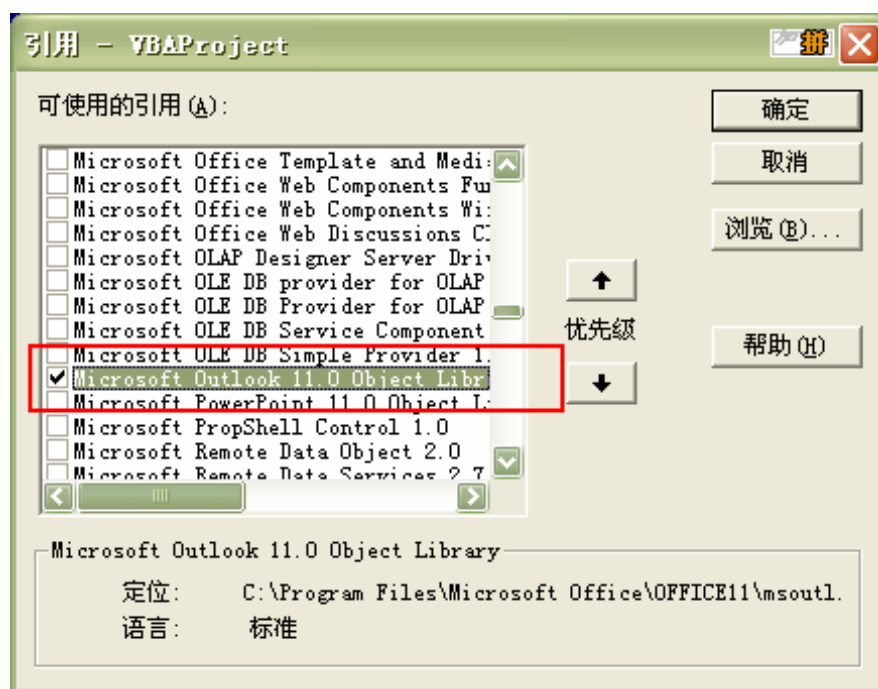 引用 - VBAProject
拼
可使用的引用(A):
Microsoft Office Template and Medi
Microsoft Office Web Components Fu
Microsoft Office Web Components Wi
Microsoft Office Web Discussions Cl
Microsoft OLAP Designer Server Driv
Microsoft OLE DB provider for OLAP
Microsoft OLE DB Provider for OLAP
Microsoft OLE DB Service Component
Microsoft OLE DB Simple Provider 1.
Microsoft Outlook 11.0 Object Libr
Microsoft PowerPoint 11.0 Object Li
Microsoft PropShell Control 1.0
Microsoft Remote Data Object 2.0
Microsoft Remote Data Services 2.7
优先级
确定
取消
浏览(B)...
帮助(H)
Microsoft Outlook 11.0 Object Library
定位: C:\Program Files\Microsoft Office\OFFICE11\msoutl.
语言: 标准